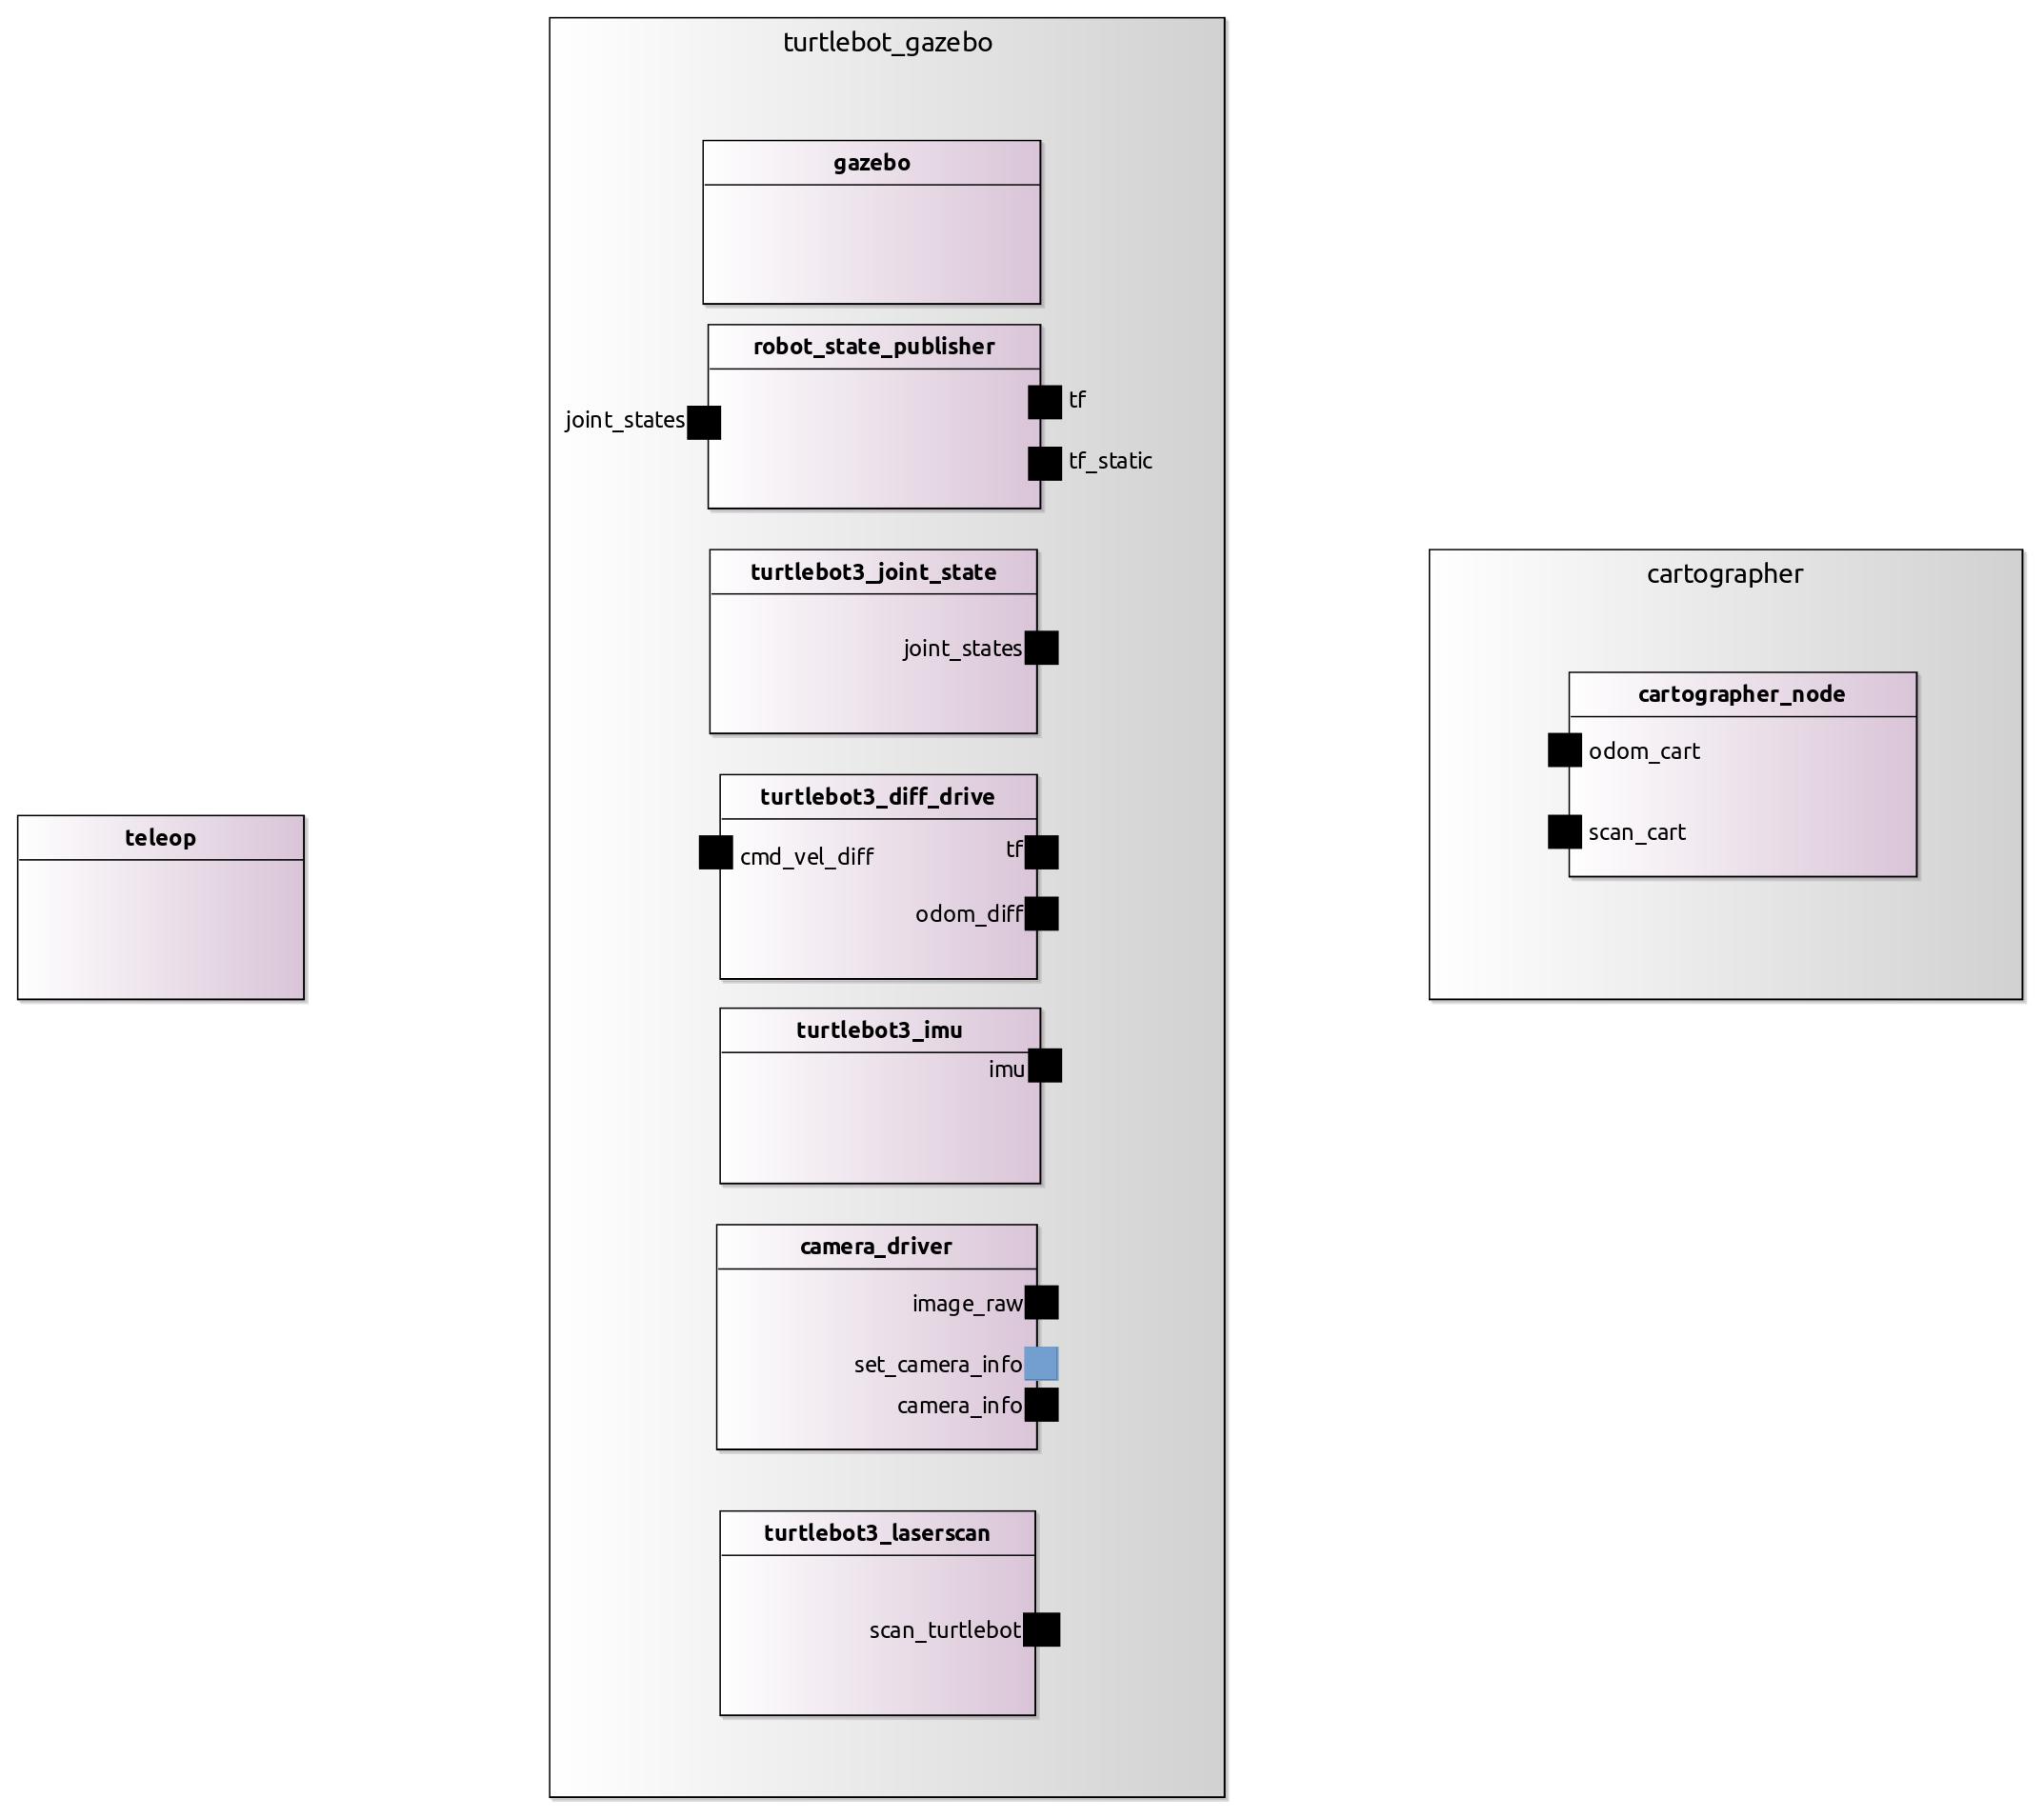 turtlebot_gazebo
gazebo
robot_state_publisher
joint_states
tf
tf_static
turtlebot3_joint_state
joint_states
turtlebot3_diff_drive
cmd_vel_diff
tf
odom_diff
turtlebot3_imu
imu
camera_driver
image_raw
set_camera_info
camera_info
turtlebot3_laserscan
scan_turtlebot
teleop
cartographer
cartographer_node
odom_cart
scan_cart